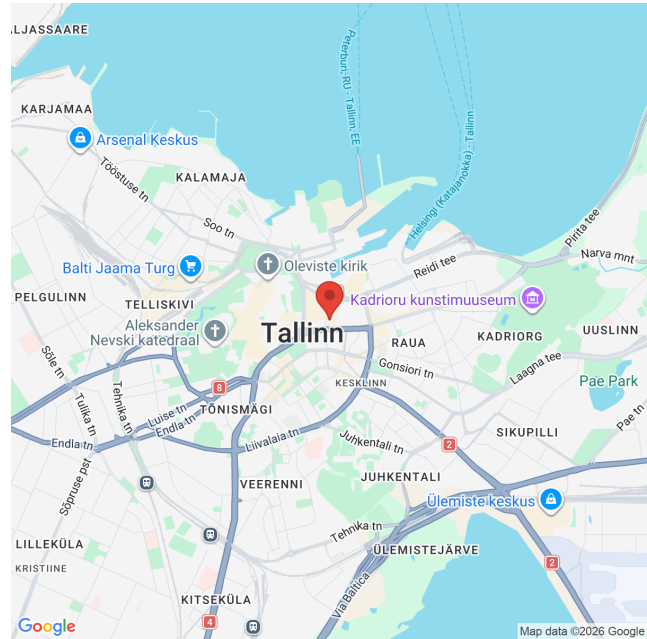 ALJASSAARE
KARJAMAA
Arsenal Keskus
Tööstuse tn
KALAMAJA
Soo tn
Peterburi, RU - Tallinn, EE
Helsingi (Katajanokka) - Tallinn
Pirita tee
Narva mnt
Reidi tee
Oleviste kirik
Balti Jaama Turg
PELGULINN
TELLISKIVI
Kadrioru kunstimuuseum
Aleksander
Nevski katedraal
Tallinn
RAUA
KADRIORG
UUSLINN
Sõle tn
Gonsiori tn
Laagna tee
Pae Park
KESKLINN
8
Tehnika tn
Tulika tn
Luise tn
TÕNISMÄGI
Endla tn
Endla tn
Liivalaia tn
Juhkentali tn
2
SIKUPILLI
Pae tn
Sõpruse pst
VEERENNI
JUHKENTALI
Ülemiste keskus
Tehnika tn
LILLEKÜLA
KRISTIINE
ÜLEMISTEJÄRVE
2
Via Baltica
KITSEKÜLA
4
Google
Map data ©2026 Google